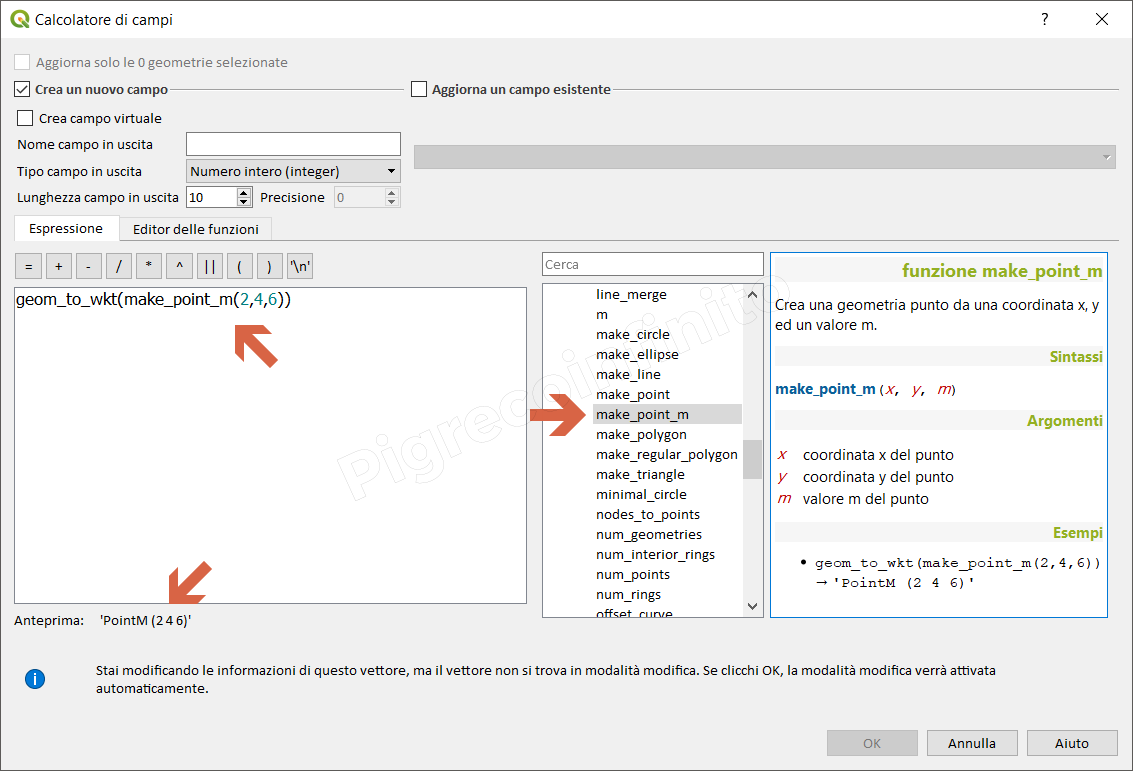 Calcolatore di campi
?
Aggiorna solo le 0 geometrie selezionate
Crea un nuovo campo
Aggiorna un campo esistente
Crea campo virtuale
Nome campo in uscita
Tipo campo in uscita
Numero intero (integer)
Lunghezza campo in uscita
10
Precisione
0
Espressione
Editor delle funzioni
= + - / * ^ || ( ) '\n'
geom_to_wkt(make_point_m(2,4,6))
Anteprima: 'PointM (2 4 6)'
Cerca
line_merge
m
make_circle
make_ellipse
make_line
make_point
make_point_m
make_polygon
make_regular_polygon
make_triangle
minimal_circle
nodes_to_points
num_geometries
num_interior_rings
num_points
num_rings
offset_curve
funzione make_point_m
Crea una geometria punto da una coordinata x, y
ed un valore m.
Sintassi
make_point_m(x, y, m)
Argomenti
x coordinata x del punto
y coordinata y del punto
m valore m del punto
Esempi
• geom_to_wkt(make_point_m(2,4,6))
→ 'PointM (2 4 6)'
Pigrecoinfinito
Stai modificando le informazioni di questo vettore, ma il vettore non si trova in modalità modifica. Se clicchi OK, la modalità modifica verrà attivata
automaticamente.
OK
Annulla
Aiuto